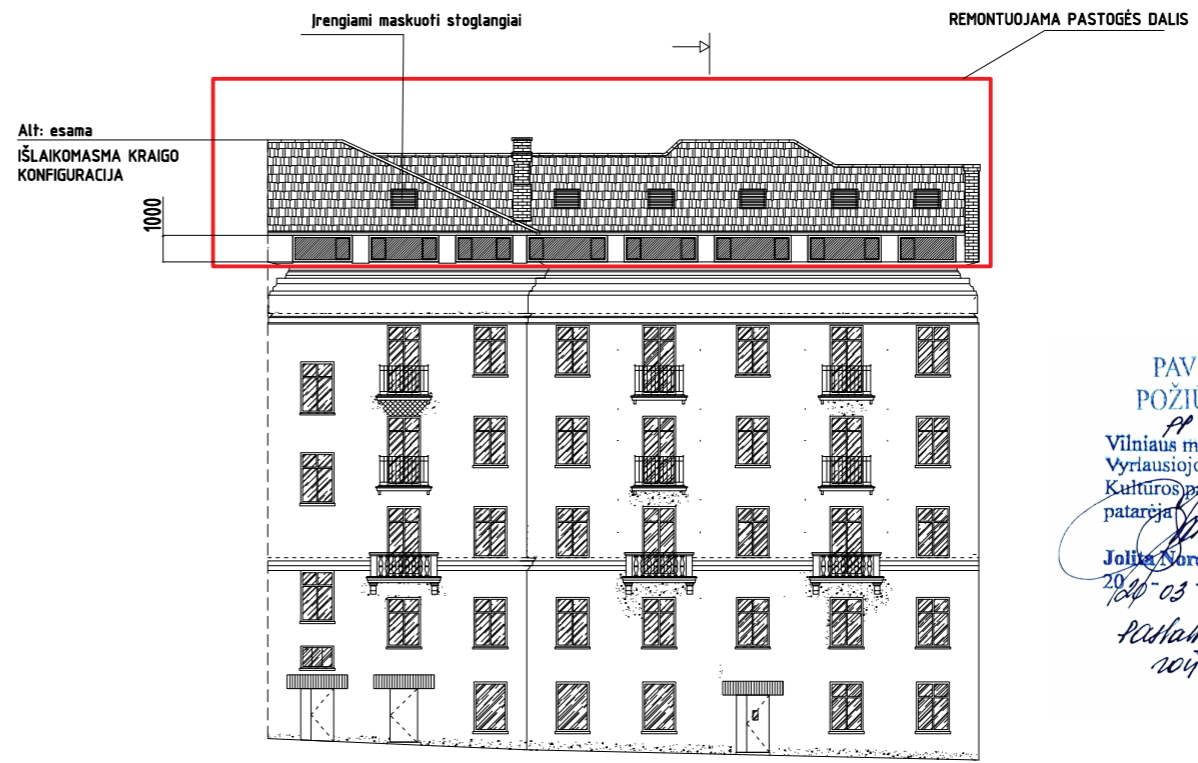 Įrengiami maskuoti stoglangiai
REMONTUOJAMA PASTOGĖS DALIS
Alt: esama
IŠLAIKOMASMA KRAIGO
KONFIGURACIJA
1000
PAV
POŽIŪ
Vilniaus m
Vyriausiojo
Kultūros p
patarėja
Jolita Nor